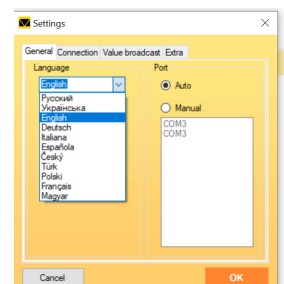 Settings
General Connection Value broadcast Extra
Language
English
Русский
Українська
English
Deutsch
Italiana
Española
Český
Türk
Polski
Français
Magyar
Port
Auto
Manual
COM3
COM3
Cancel
OK